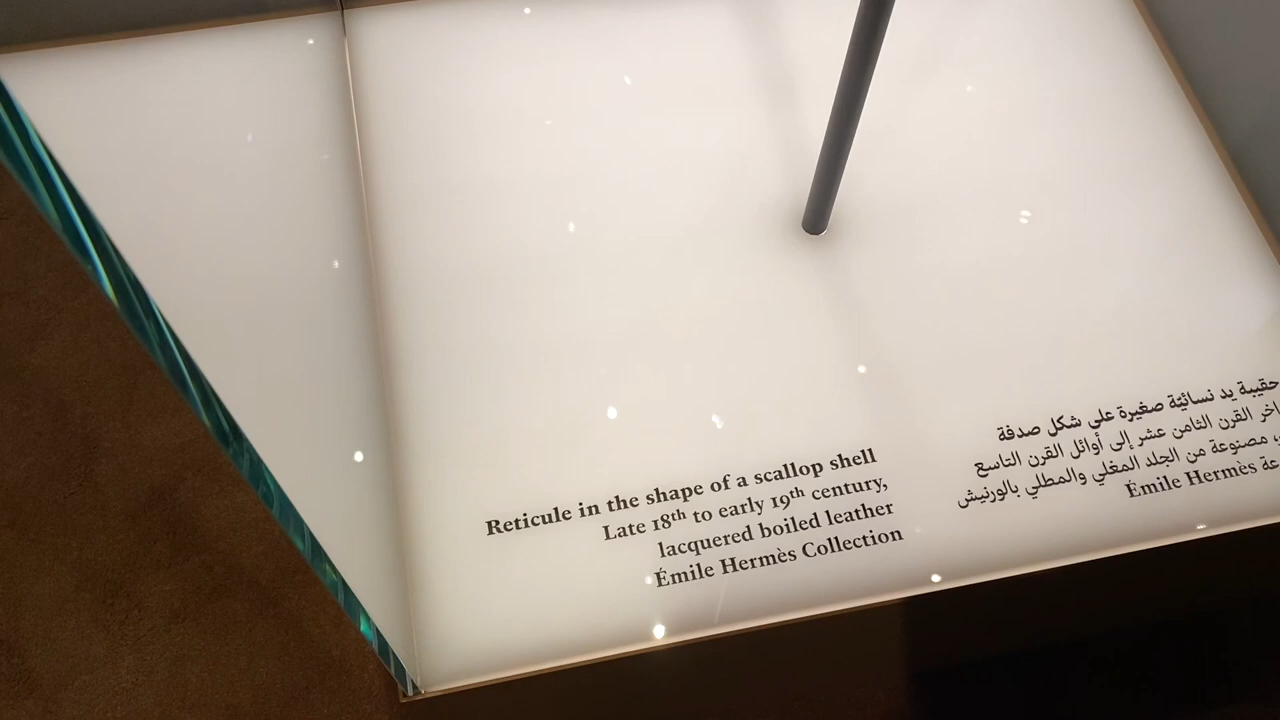 Reticule in the shape of a scallop shell
Late 18th to early 19th century,
lacquered boiled leather
Émile Hermès Collection
حقيبة يد نسائيّة صغيرة على شكل صدفة
القرن الثامن عشر إلى أوائل القرن التاسع
مصنوعة من الجلد المغلي والمطلي بالورنيش
Émile Hermès